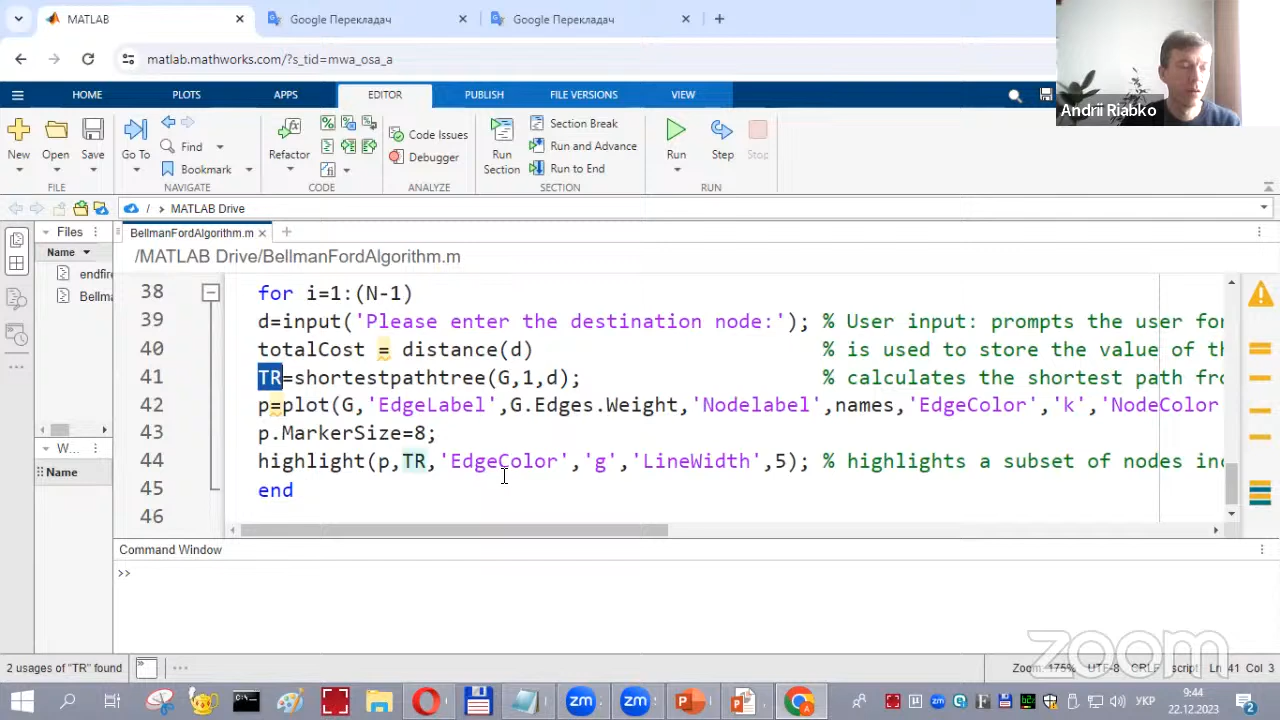 MATLAB
Google Перекладач
Google Перекладач
matlab.mathworks.com/?s_tid=mwa_osa_a
Andrii Riabko
HOME PLOTS APPS EDITOR PUBLISH FILE VERSIONS VIEW
New Open Save
Go To Find Bookmark
Refactor
Code Issues
Debugger
Run Section
Section Break
Run and Advance
Run to End
Run Step Stop
FILE NAVIGATE CODE ANALYZE SECTION RUN
/ MATLAB Drive
Files
Name
endfire
Bellma
W...
Name
BellmanFordAlgorithm.m
/MATLAB Drive/BellmanFordAlgorithm.m
38 for i=1:(N-1)
39 d=input('Please enter the destination node:'); % User input: prompts the user for
40 totalCost = distance(d) % is used to store the value of th
41 TR=shortestpathtree(G,1,d); % calculates the shortest path fro
42 p=plot(G,'EdgeLabel',G.Edges.Weight,'Nodelabel',names,'EdgeColor','k','NodeColor
43 p.MarkerSize=8;
44 highlight(p,TR,'EdgeColor','g','LineWidth',5); % highlights a subset of nodes inc
45 end
46
Command Window
>>
zoom
2 usages of "TR" found
Zoom: 175% UTF-8 CRLF script Ln 41 Col 3
УКР
9:44
22.12.2023
2